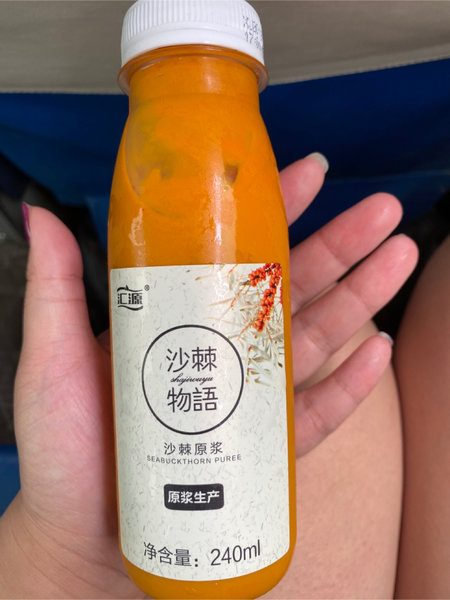 汇源®
沙棘
shajiwuyu
物語
沙棘原浆
SEABUCKTHORN PUREE
原浆生产
净含量：240ml